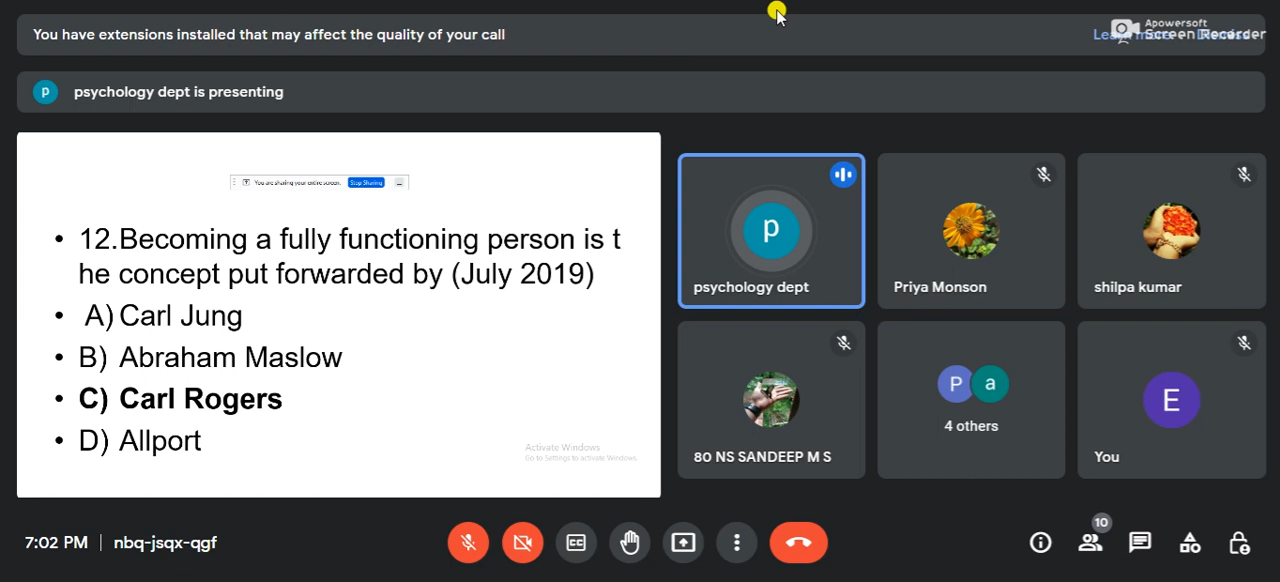 You have extensions installed that may affect the quality of your call
Apowersoft
Screen Recorder
p psychology dept is presenting
You are sharing your entire screen. Stop Sharing
• 12.Becoming a fully functioning person is t
he concept put forwarded by (July 2019)
• A) Carl Jung
• B) Abraham Maslow
• C) Carl Rogers
• D) Allport
Activate Windows
Go to Settings to activate Windows.
p
psychology dept
Priya Monson
shilpa kumar
80 NS SANDEEP M S
P a
4 others
E
You
7:02 PM | nbq-jsqx-qgf
CC
10